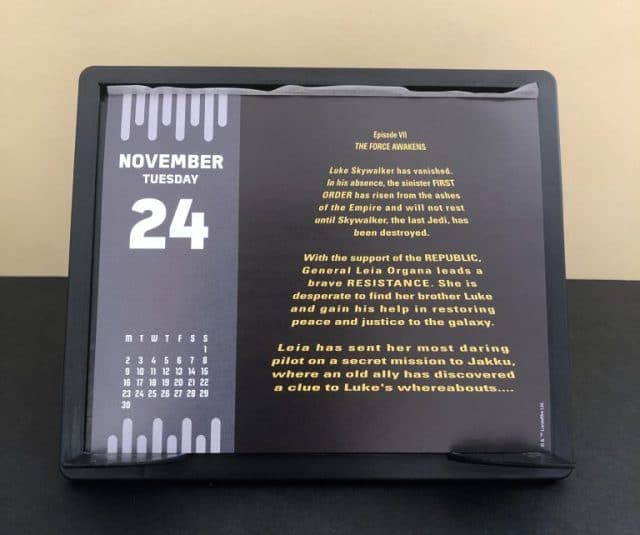 NOVEMBER
TUESDAY
24
M T W T F S S
1
2 3 4 5 6 7 8
9 10 11 12 13 14 15
16 17 18 19 20 21 22
23 24 25 26 27 28 29
30
Episode VII
THE FORCE AWAKENS
Luke Skywalker has vanished.
In his absence, the sinister FIRST
ORDER has risen from the ashes
of the Empire and will not rest
until Skywalker, the last Jedi, has
been destroyed.
With the support of the REPUBLIC,
General Leia Organa leads a
brave RESISTANCE. She is
desperate to find her brother Luke
and gain his help in restoring
peace and justice to the galaxy.
Leia has sent her most daring
pilot on a secret mission to Jakku,
where an old ally has discovered
a clue to Luke's whereabouts....
© & ™ Lucasfilm Ltd.